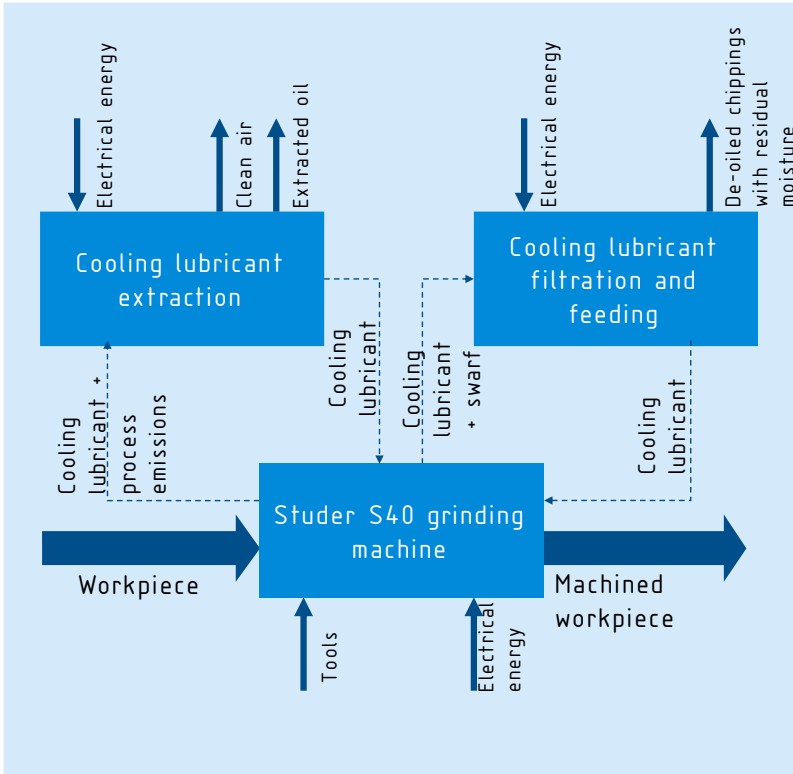 Electrical energy
Clean air
Extracted oil
Electrical energy
De-oiled chippings
with residual
moisture
Cooling lubricant
extraction
Cooling lubricant
filtration and
feeding
Cooling
lubricant +
process
emissions
Cooling
lubricant
Cooling
lubricant
+ swarf
Cooling
lubricant
Studer S40 grinding
machine
Workpiece
Machined
workpiece
Tools
Electrical
energy